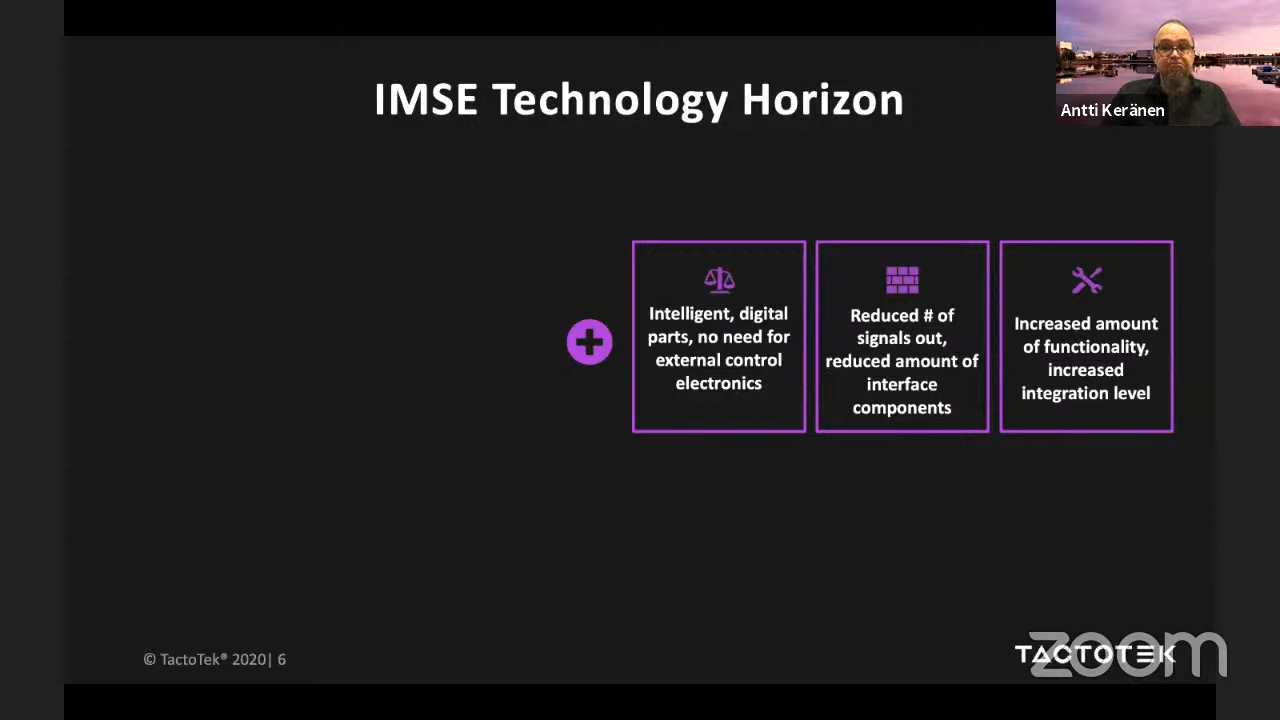 IMSE Technology Horizon
Antti Keränen
Intelligent, digital
parts, no need for
external control
electronics
Reduced # of
signals out,
reduced amount of
interface
components
Increased amount
of functionality,
increased
integration level
© TactoTek® 2020| 6
TACTOTEK
zoom